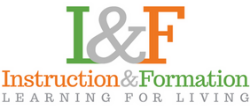 I&F
Instruction&Formation
LEARNING FOR LIVING